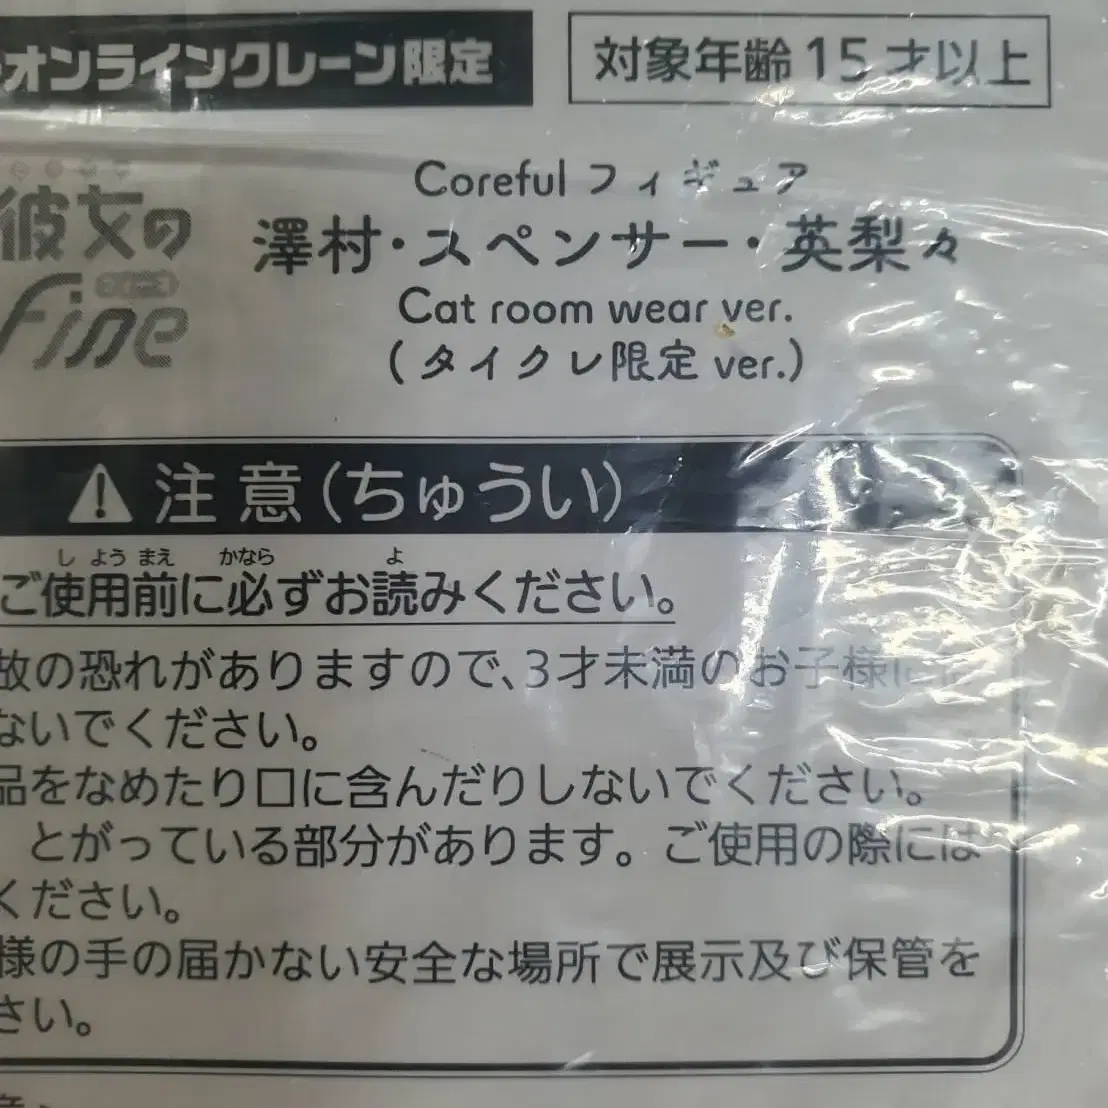 オンラインクレーン限定
対象年齢15才以上
彼女の
fine
Coreful フィギュア
澤村・スペンサー・英梨々
Cat room wear ver.
(タイクレ限定 ver.)
注意(ちゅうい)
し よう まえ かなら よ
ご使用前に必ずお読みください。
故の恐れがありますので、3才未満のお子様には
ないでください。
品をなめたり口に含んだりしないでください。
とがっている部分があります。ご使用の際には
ください。
様の手の届かない安全な場所で展示及び保管を
さい。